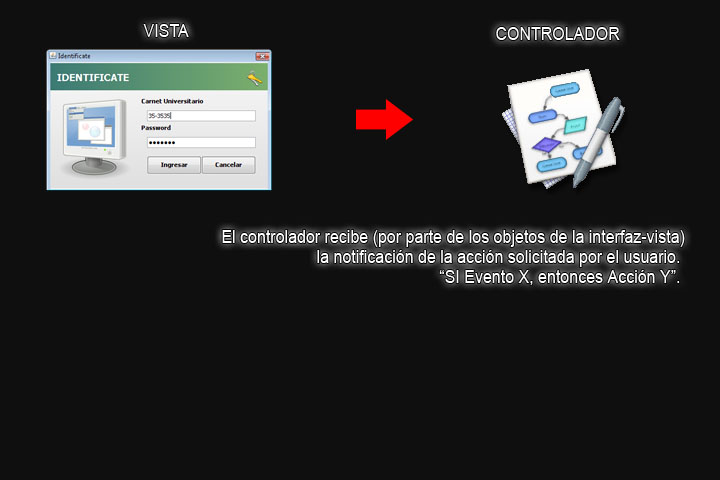 VISTA
CONTROLADOR
Identificate
IDENTIFICATE
Carnet Universitario
35-3535
Password
Ingresar
Cancelar
El controlador recibe (por parte de los objetos de la interfaz-vista)
la notificación de la acción solicitada por el usuario.
“SI Evento X, entonces Acción Y”.